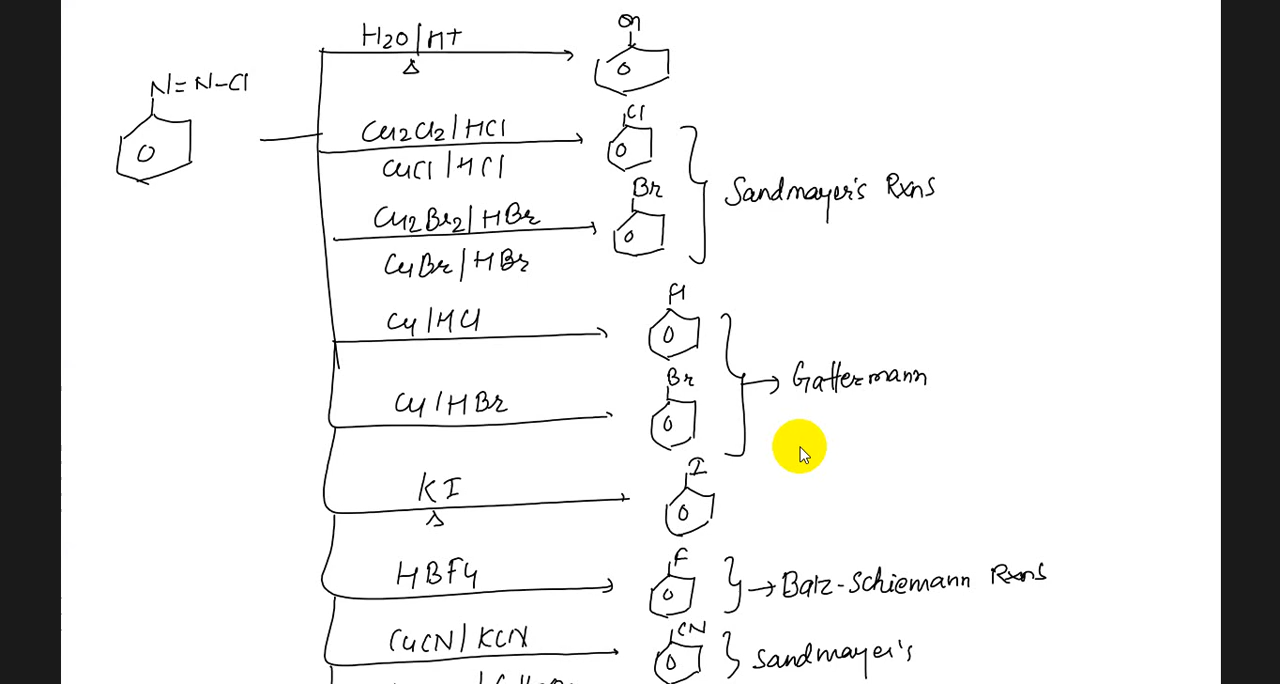 H2O/H+
Δ
OH
N=N-Cl
Cu2Cl2/HCl
CuCl/HCl
Cl
Cu2Br2/HBr
CuBr/HBr
Br
Sandmayer's Rxns
Cu/HCl
Cl
Cu/HBr
Br
Gattermann
KI
Δ
I
HBF4
F
Balz-Schiemann Rxns
CuCN/KCN
CN
Sandmayer's